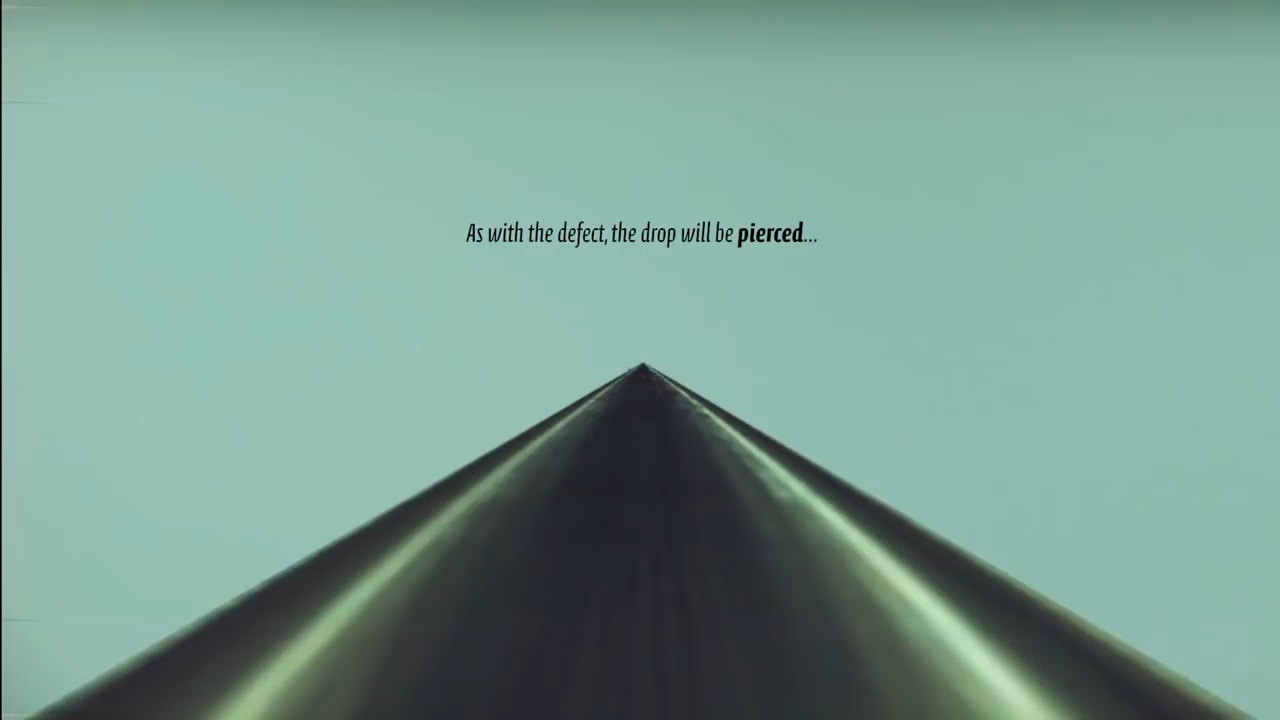 As with the defect, the drop will be pierced...